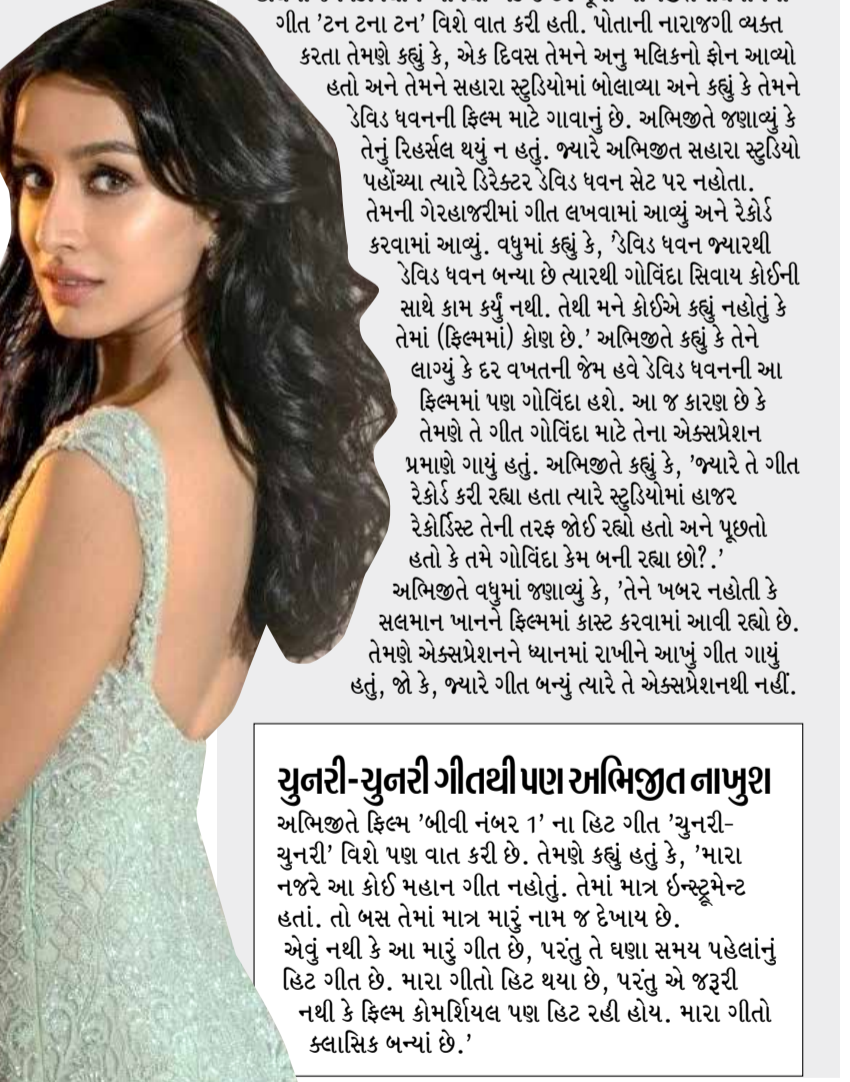 ગીત 'ટન ટના ટન' વિશે વાત કરી હતી. પોતાની નારાજગી વ્યક્ત
કરતા તેમણે કહ્યું કે, એક દિવસ તેમને અનુ મલિકનો ફોન આવ્યો
હતો અને તેમને સહારા સ્ટુડિયોમાં બોલાવ્યા અને કહ્યું કે તેમને
ડેવિડ ધવનની ફિલ્મ માટે ગાવાનું છે. અભિજીતે જણાવ્યું કે
તેનું રિહર્સલ થયું ન હતું. જ્યારે અભિજીત સહારા સ્ટુડિયો
પહોંચ્યા ત્યારે ડિરેક્ટર ડેવિડ ધવન સેટ પર નહોતા.
તેમની ગેરહાજરીમાં ગીત લખવામાં આવ્યું અને રેકોર્ડ
કરવામાં આવ્યું. વધુમાં કહ્યું કે, 'ડેવિડ ધવન જ્યારથી
ડેવિડ ધવન બન્યા છે ત્યારથી ગોવિંદા સિવાય કોઈની
સાથે કામ કર્યું નથી. તેથી મને કોઈએ કહ્યું નહોતું કે
તેમાં (ફિલ્મમાં) કોણ છે.' અભિજીતે કહ્યું કે તેને
લાગ્યું કે દર વખતની જેમ હવે ડેવિડ ધવનની આ
ફિલ્મમાં પણ ગોવિંદા હશે. આ જ કારણ છે કે
તેમણે તે ગીત ગોવિંદા માટે તેના એક્સપ્રેશન
પ્રમાણે ગાયું હતું. અભિજીતે કહ્યું કે, 'જ્યારે તે ગીત
રેકોર્ડ કરી રહ્યા હતા ત્યારે સ્ટુડિયોમાં હાજર
રેકોર્ડિસ્ટ તેની તરફ જોઈ રહ્યો હતો અને પૂછતો
હતો કે તમે ગોવિંદા કેમ બની રહ્યા છો?.'
અભિજીતે વધુમાં જણાવ્યું કે, 'તેને ખબર નહોતી કે
સલમાન ખાનને ફિલ્મમાં કાસ્ટ કરવામાં આવી રહ્યો છે.
તેમણે એક્સપ્રેશનને ધ્યાનમાં રાખીને આખું ગીત ગાયું
હતું, જો કે, જ્યારે ગીત બન્યું ત્યારે તે એક્સપ્રેશનથી નહીં.
ચુનરી-ચુનરી ગીતથી પણ અભિજીત નાખુશ
અભિજીતે ફિલ્મ 'બીવી નંબર 1' ના હિટ ગીત 'ચુનરી-
ચુનરી' વિશે પણ વાત કરી છે. તેમણે કહ્યું હતું કે, 'મારા
નજરે આ કોઈ મહાન ગીત નહોતું. તેમાં માત્ર ઇન્સ્ટ્રૂમેન્ટ
હતાં. તો બસ તેમાં માત્ર મારું નામ જ દેખાય છે.
એવું નથી કે આ મારું ગીત છે, પરંતુ તે ઘણા સમય પહેલાંનું
હિટ ગીત છે. મારા ગીતો હિટ થયા છે, પરંતુ એ જરૂરી
નથી કે ફિલ્મ કોમર્શિયલ પણ હિટ રહી હોય. મારા ગીતો
ક્લાસિક બન્યાં છે.'